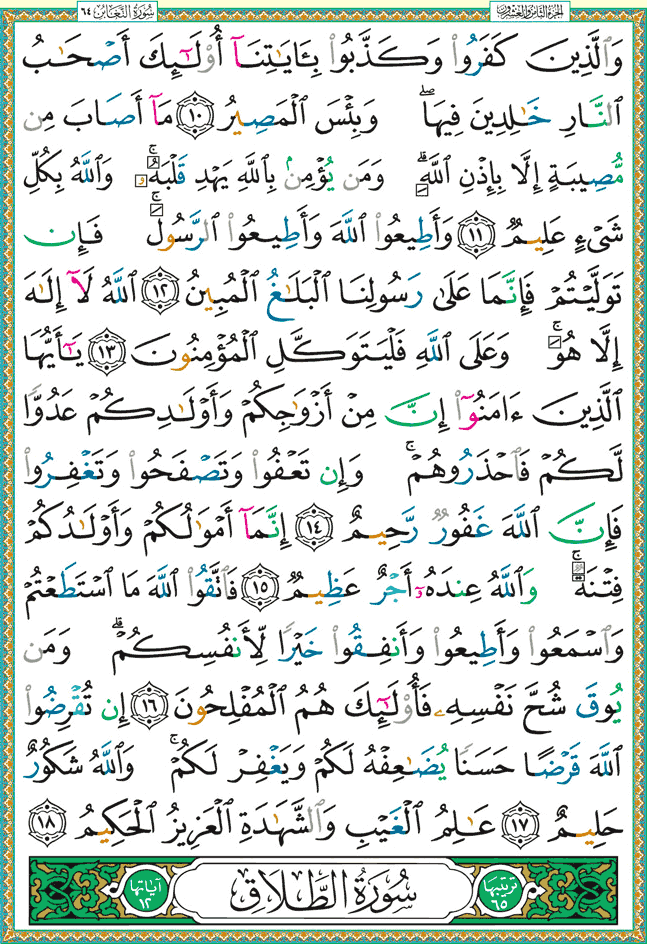 الجزء الثامن والعشرون
سورة التغابن ٦٤
وَٱلَّذِينَ كَفَرُوا۟ وَكَذَّبُوا۟ بِـَٔايَـٰتِنَآ أُو۟لَـٰٓئِكَ أَصْحَـٰبُ
ٱلنَّارِ خَـٰلِدِينَ فِيهَا ۖ وَبِئْسَ ٱلْمَصِيرُ ١٠ مَآ أَصَابَ مِن
مُّصِيبَةٍ إِلَّا بِإِذْنِ ٱللَّهِ ۗ وَمَن يُؤْمِنۢ بِٱللَّهِ يَهْدِ قَلْبَهُۥ ۚ وَٱللَّهُ بِكُلِّ
شَىْءٍ عَلِيمٌ ١١ وَأَطِيعُوا۟ ٱللَّهَ وَأَطِيعُوا۟ ٱلرَّسُولَ ۚ فَإِن
تَوَلَّيْتُمْ فَإِنَّمَا عَلَىٰ رَسُولِنَا ٱلْبَلَـٰغُ ٱلْمُبِينُ ١٢ ٱللَّهُ لَآ إِلَـٰهَ
إِلَّا هُوَ ۚ وَعَلَى ٱللَّهِ فَلْيَتَوَكَّلِ ٱلْمُؤْمِنُونَ ١٣ يَـٰٓأَيُّهَا
ٱلَّذِينَ ءَامَنُوٓا۟ إِنَّ مِنْ أَزْوَٰجِكُمْ وَأَوْلَـٰدِكُمْ عَدُوًّا
لَّكُمْ فَٱحْذَرُوهُمْ ۚ وَإِن تَعْفُوا۟ وَتَصْفَحُوا۟ وَتَغْفِرُوا۟
فَإِنَّ ٱللَّهَ غَفُورٌ رَّحِيمٌ ١٤ إِنَّمَآ أَمْوَٰلُكُمْ وَأَوْلَـٰدُكُمْ
فِتْنَةٌ ۚ وَٱللَّهُ عِندَهُۥٓ أَجْرٌ عَظِيمٌ ١٥ فَٱتَّقُوا۟ ٱللَّهَ مَا ٱسْتَطَعْتُمْ
وَٱسْمَعُوا۟ وَأَطِيعُوا۟ وَأَنفِقُوا۟ خَيْرًا لِّأَنفُسِكُمْ ۗ وَمَن
يُوقَ شُحَّ نَفْسِهِۦ فَأُو۟لَـٰٓئِكَ هُمُ ٱلْمُفْلِحُونَ ١٦ إِن تُقْرِضُوا۟
ٱللَّهَ قَرْضًا حَسَنًا يُضَـٰعِفْهُ لَكُمْ وَيَغْفِرْ لَكُمْ ۚ وَٱللَّهُ شَكُورٌ
حَلِيمٌ ١٧ عَـٰلِمُ ٱلْغَيْبِ وَٱلشَّهَـٰدَةِ ٱلْعَزِيزُ ٱلْحَكِيمُ ١٨
ترتيبها ٦٥ سُورَةُ الطَّلَاقِ آياتها ١٢